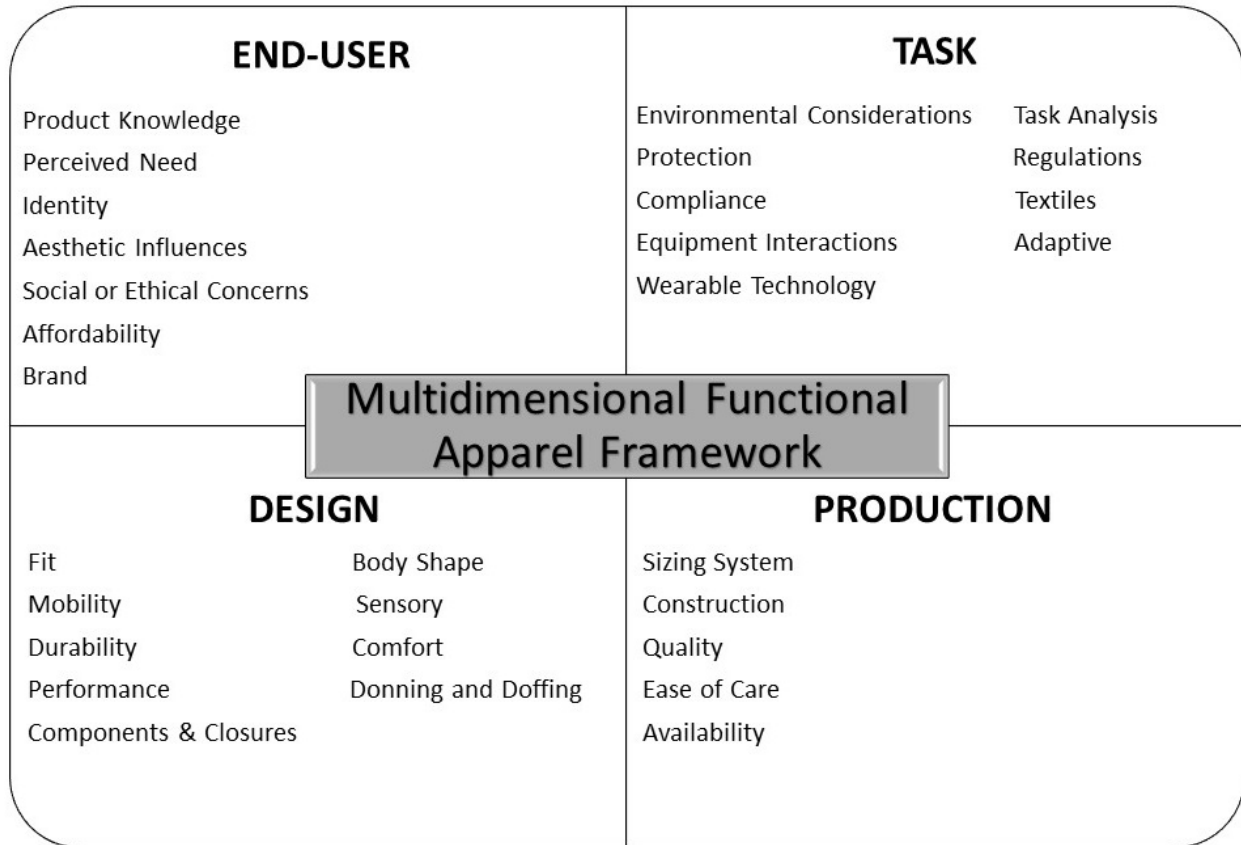 END-USER
Product Knowledge
Perceived Need
Identity
Aesthetic Influences
Social or Ethical Concerns
Affordability
Brand
TASK
Environmental Considerations
Protection
Compliance
Equipment Interactions
Wearable Technology
Task Analysis
Regulations
Textiles
Adaptive
Multidimensional Functional
Apparel Framework
DESIGN
Fit
Mobility
Durability
Performance
Components & Closures
Body Shape
Sensory
Comfort
Donning and Doffing
PRODUCTION
Sizing System
Construction
Quality
Ease of Care
Availability